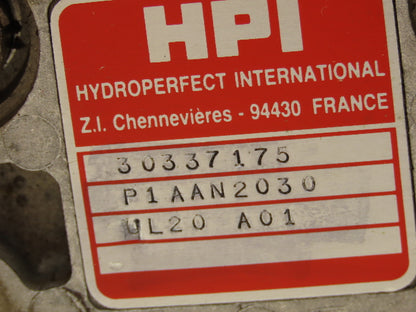 HPI
HYDROPERFECT INTERNATIONAL
Z.I. Chennevières - 94430 FRANCE
30337175
P1AAN2030
UL20 A01